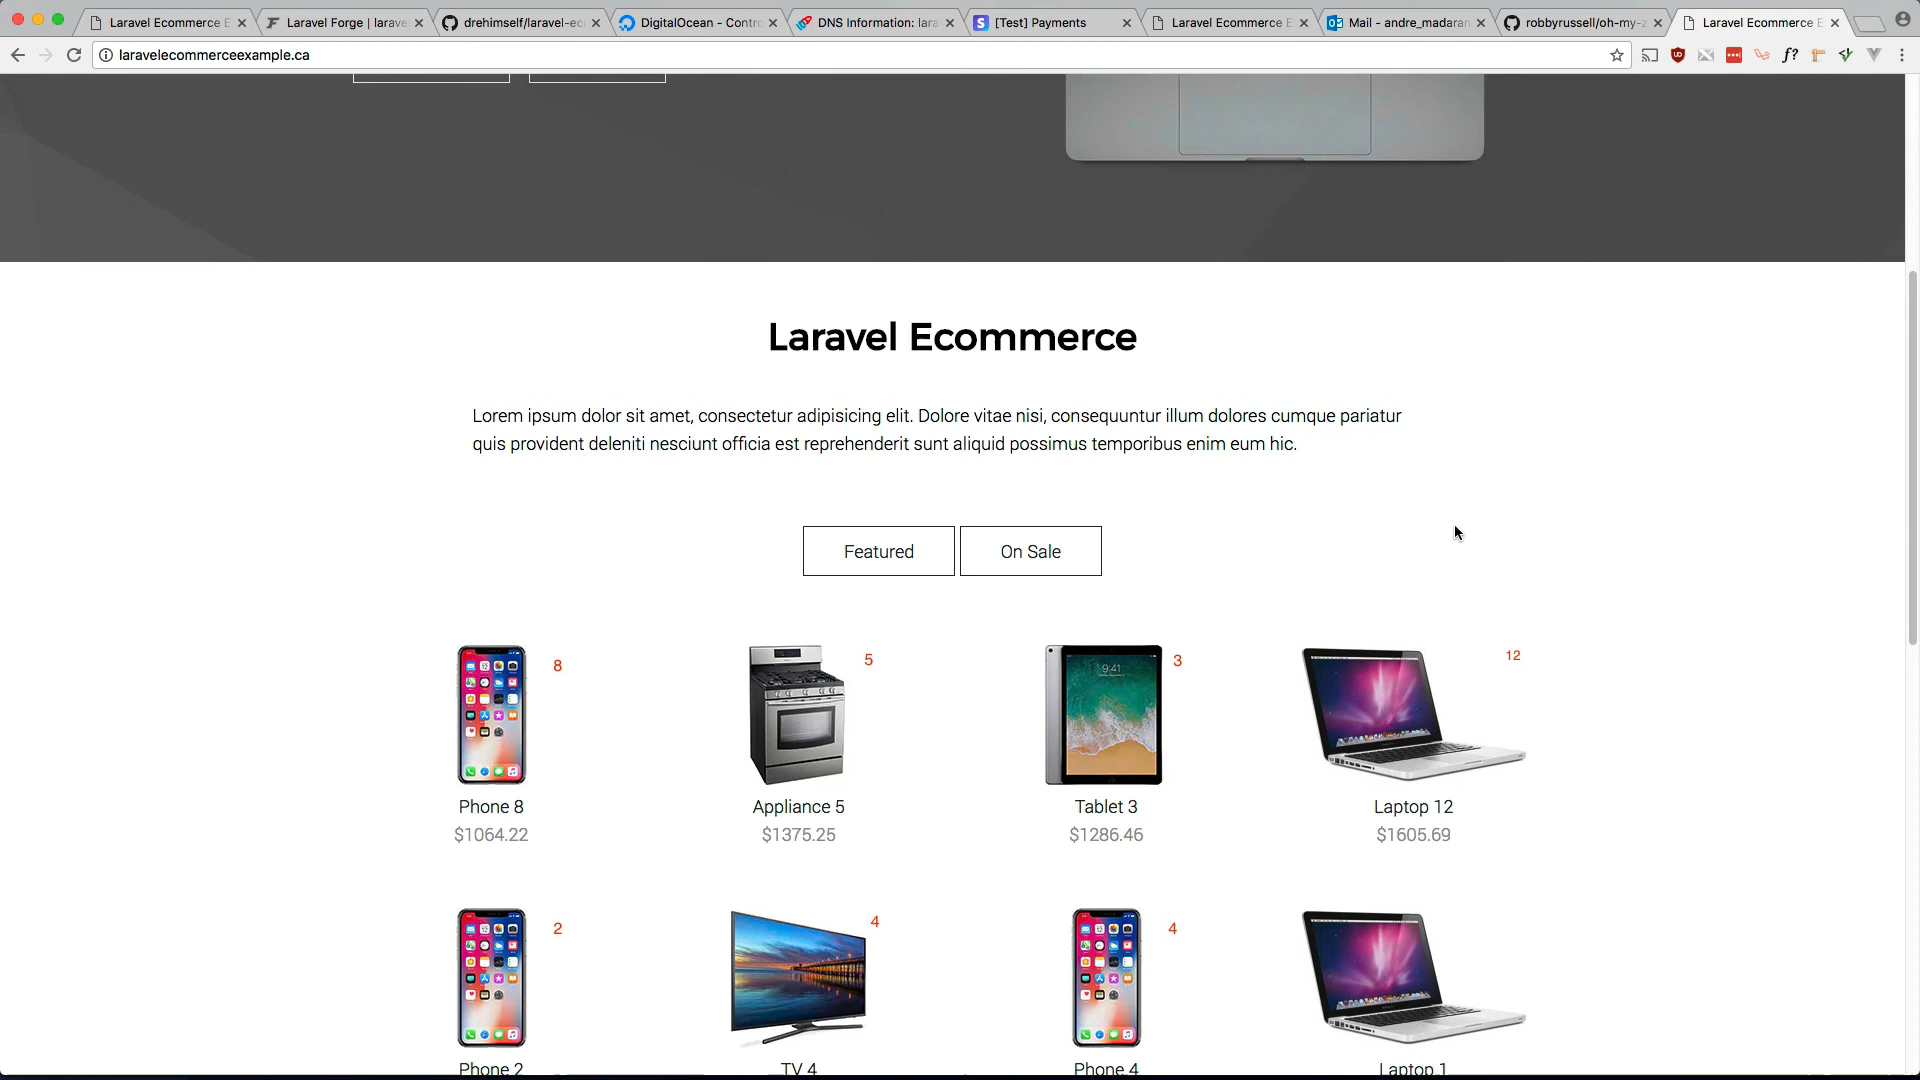 Laravel Ecommerce E
Laravel Forge | larave
drehimself/laravel-ec
DigitalOcean - Contro
DNS Information: lara
[Test] Payments
Laravel Ecommerce E
Mail - andre_madaran
robbyrussell/oh-my-z
Laravel Ecommerce E
laravelecommerceexample.ca
f?
Laravel Ecommerce
Lorem ipsum dolor sit amet, consectetur adipisicing elit. Dolore vitae nisi, consequuntur illum dolores cumque pariatur
quis provident deleniti nesciunt officia est reprehenderit sunt aliquid possimus temporibus enim eum hic.
Featured On Sale
8 5 3 12
9:41
Phone 8 Appliance 5 Tablet 3 Laptop 12
$1064.22 $1375.25 $1286.46 $1605.69
2 4 4
Phone 2 TV 4 Phone 4 Laptop 1